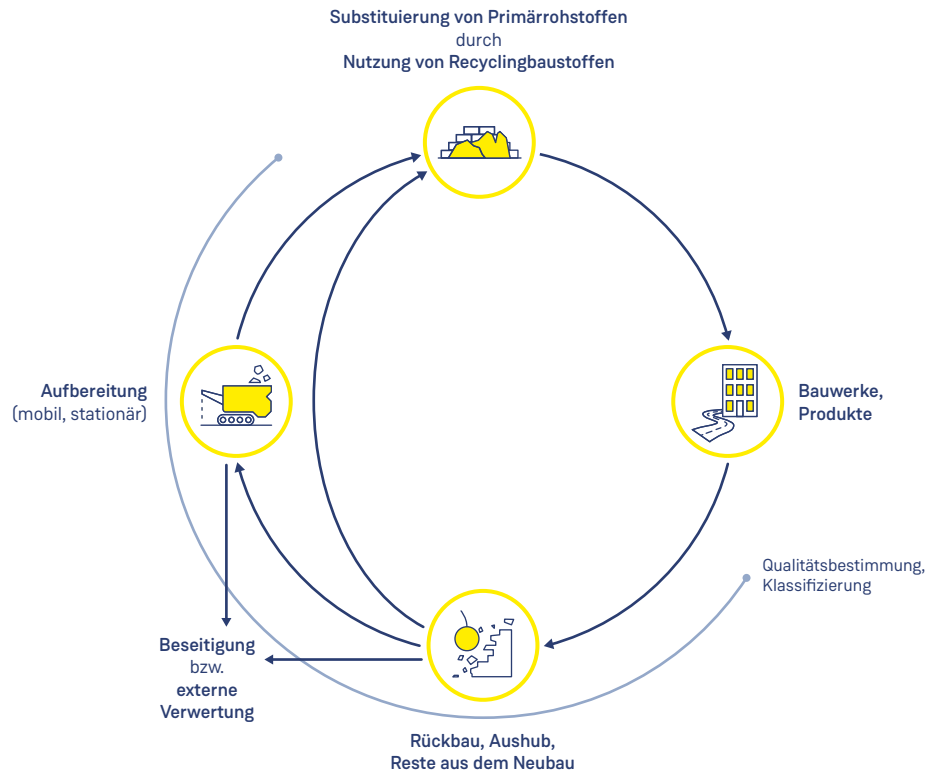 Substituierung von Primärrohstoffen
durch
Nutzung von Recyclingbaustoffen
Aufbereitung
(mobil, stationär)
Bauwerke,
Produkte
Qualitätsbestimmung,
Klassifizierung
Beseitigung
bzw.
externe
Verwertung
Rückbau, Aushub,
Reste aus dem Neubau